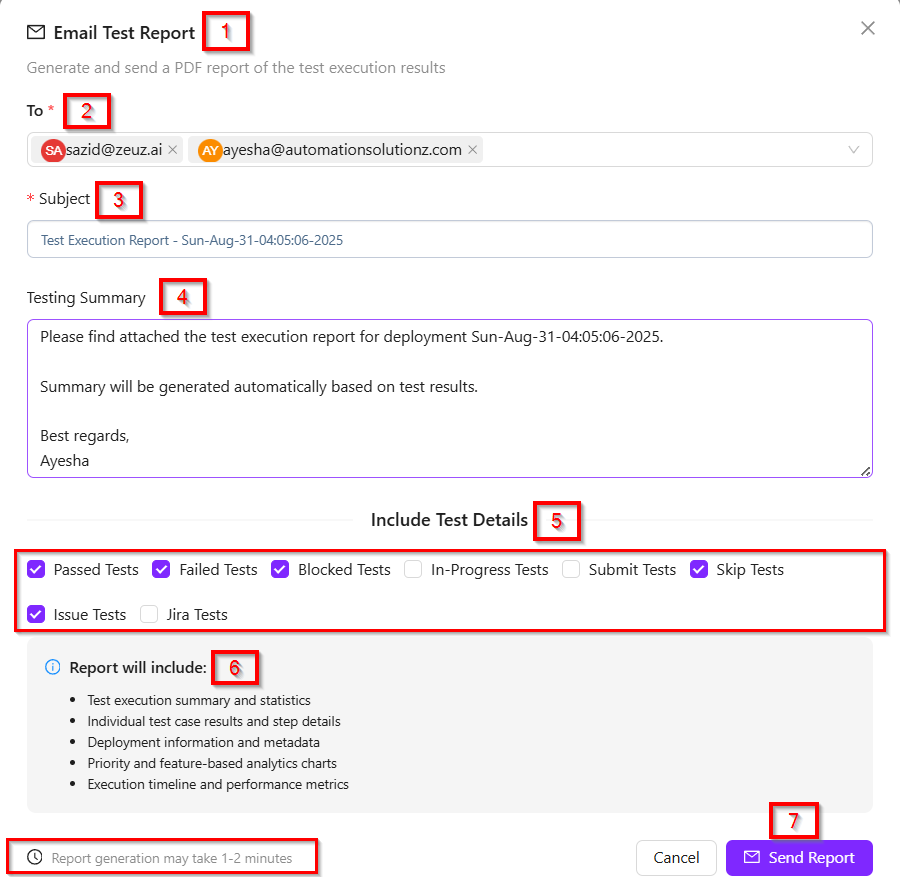 Email Test Report 1
Generate and send a PDF report of the test execution results
To * 2
SA sazid@zeuz.ai × AY ayesha@automationsolutionz.com ×
* Subject 3
Test Execution Report - Sun-Aug-31-04:05:06-2025
Testing Summary 4
Please find attached the test execution report for deployment Sun-Aug-31-04:05:06-2025.
Summary will be generated automatically based on test results.
Best regards,
Ayesha
Include Test Details 5
Passed Tests Failed Tests Blocked Tests In-Progress Tests Submit Tests Skip Tests
Issue Tests Jira Tests
Report will include: 6
• Test execution summary and statistics
• Individual test case results and step details
• Deployment information and metadata
• Priority and feature-based analytics charts
• Execution timeline and performance metrics
7
Report generation may take 1-2 minutes Cancel Send Report